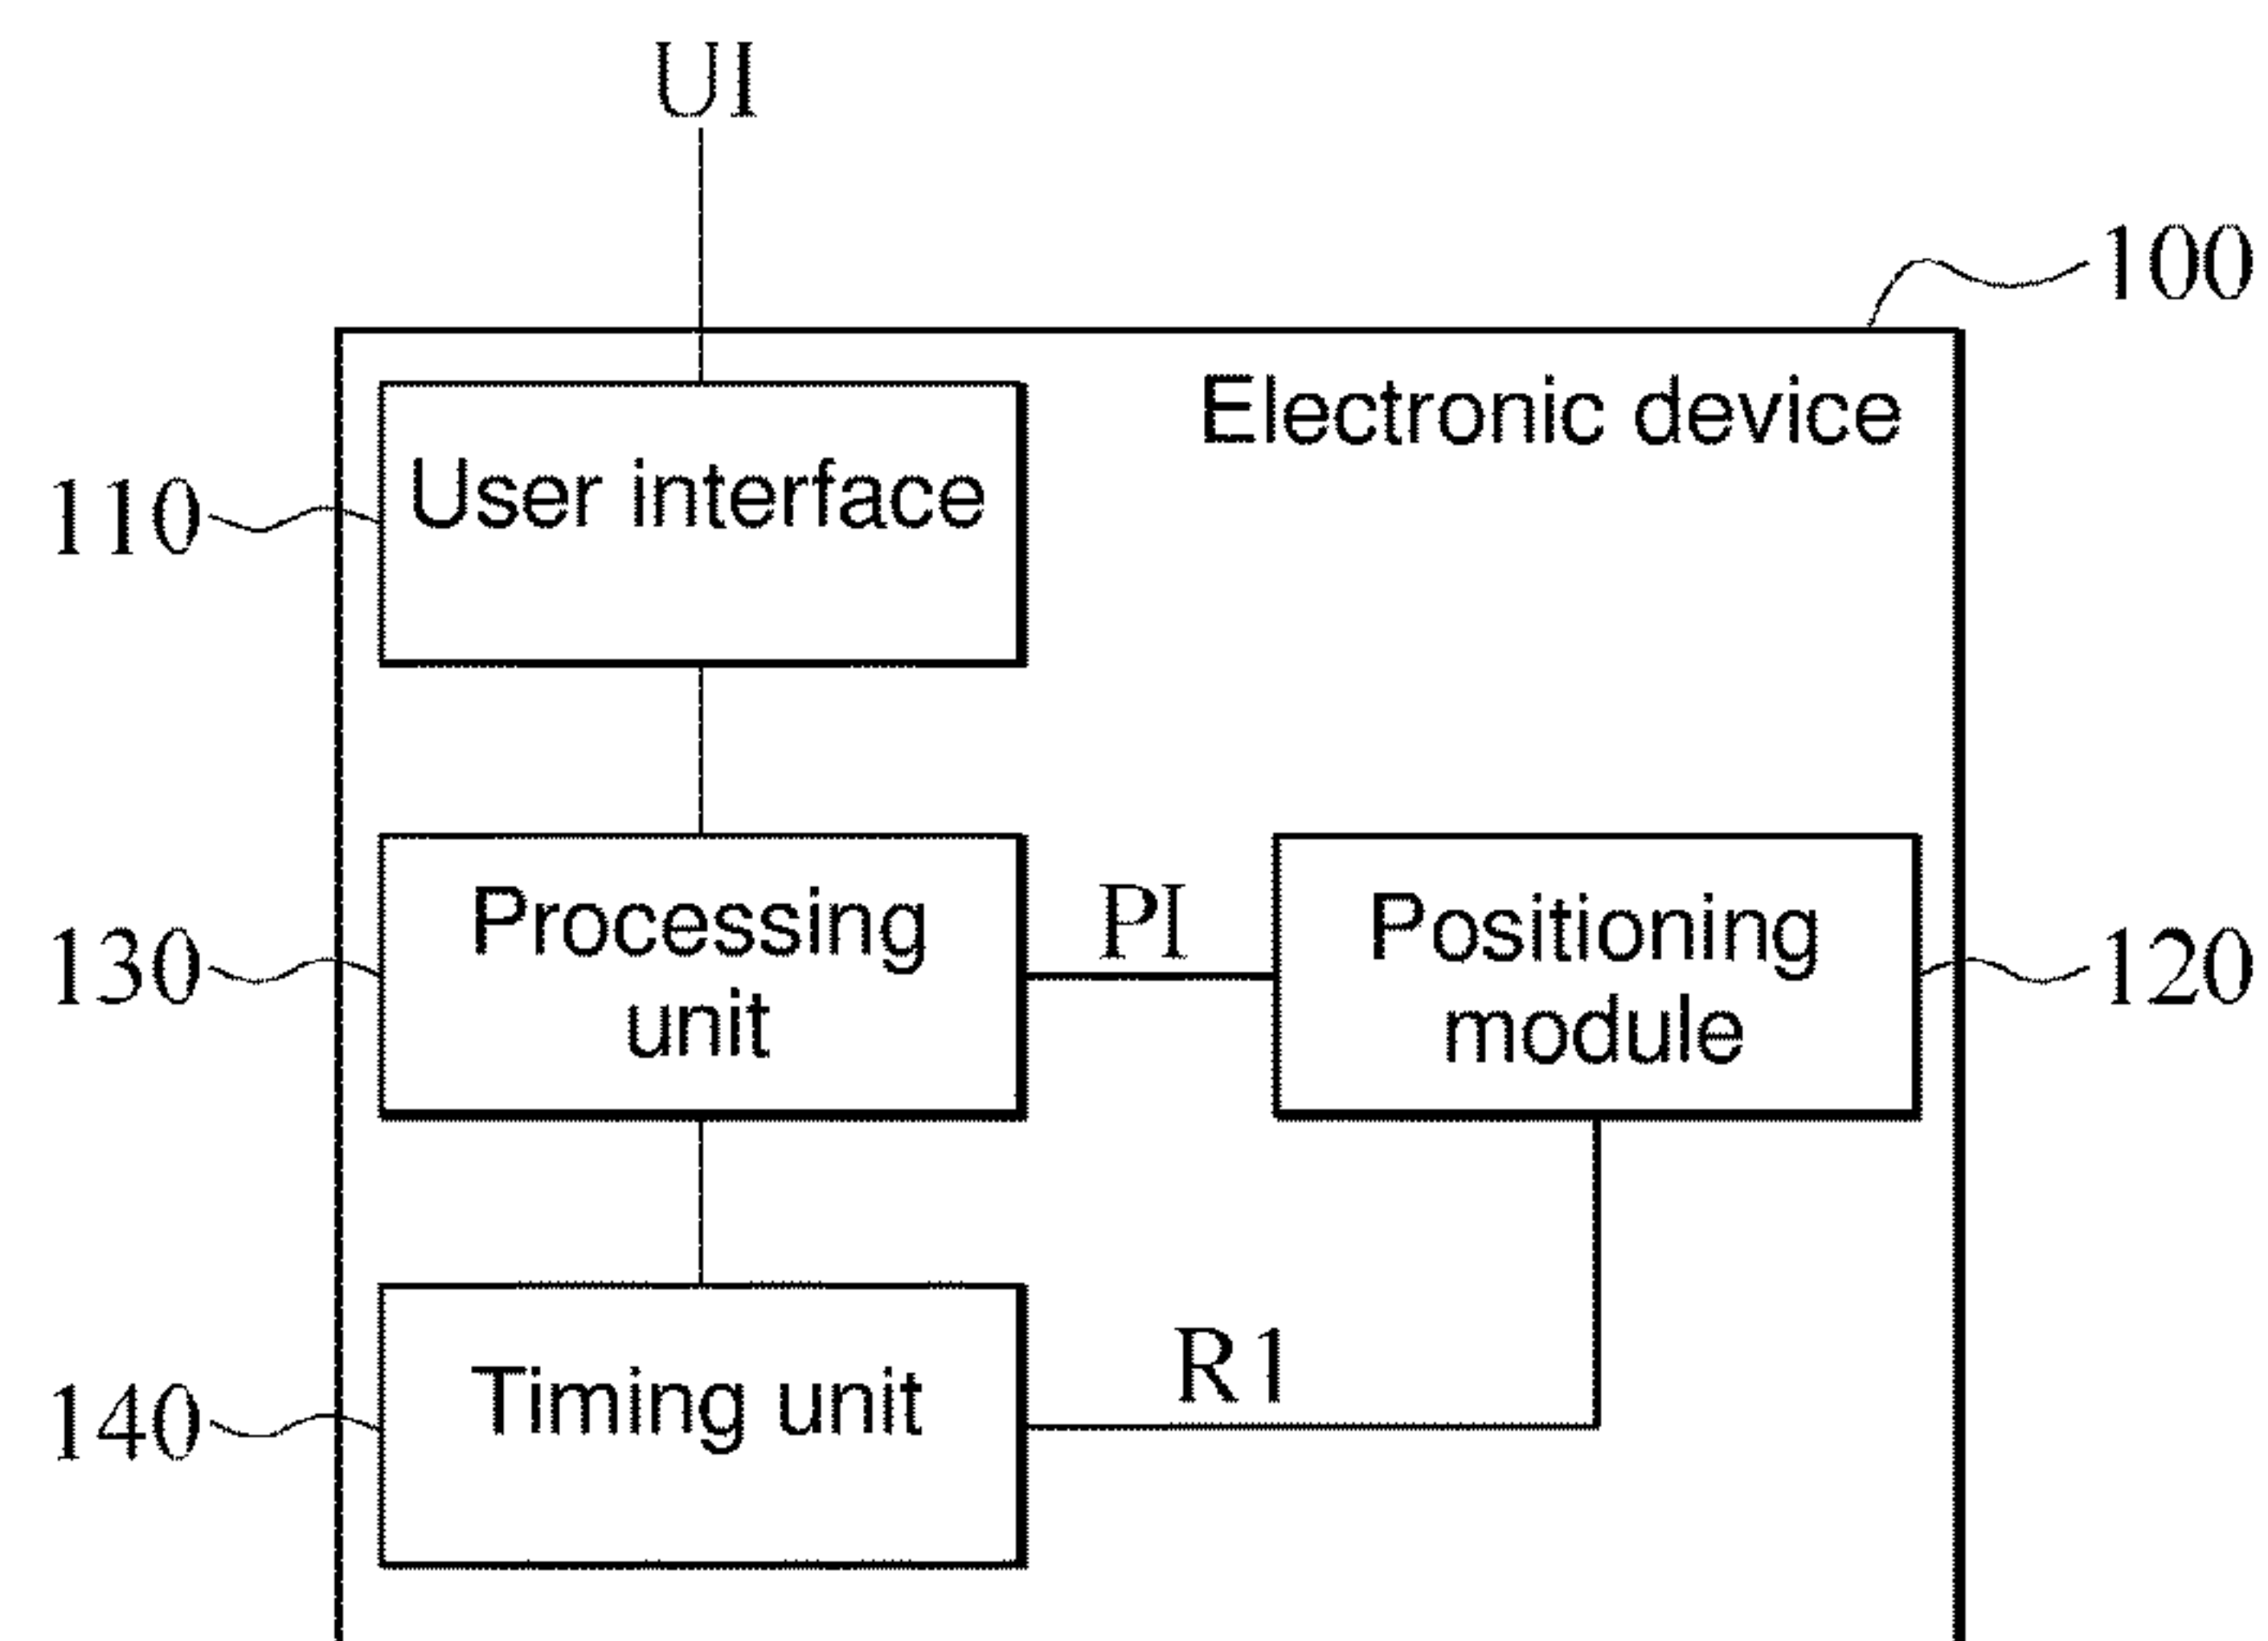 UI
100
Electronic device
110
User interface
130
Processing
unit
PI
Positioning
module
120
140
Timing unit
R1